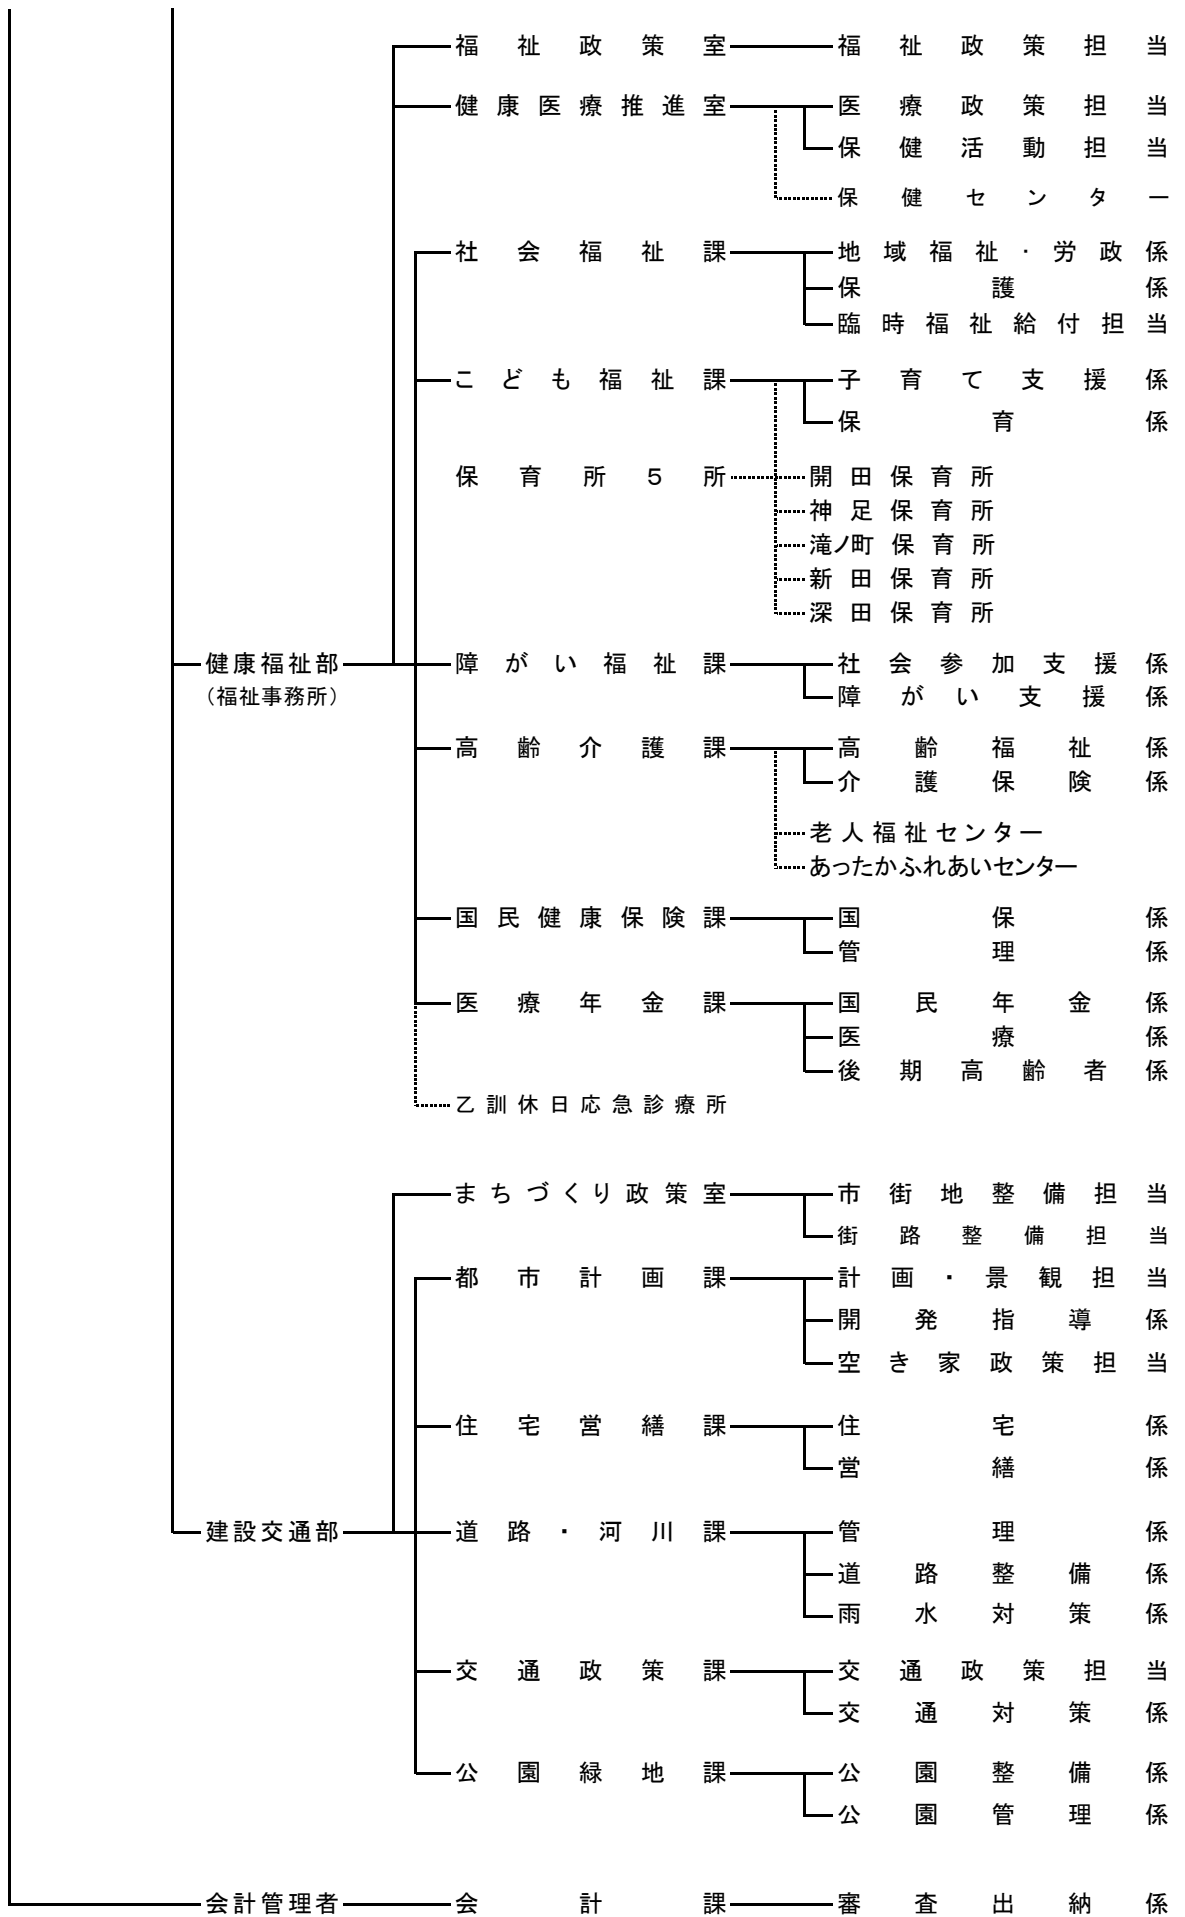 福祉政策室 福祉政策担当
健康医療推進室 医療政策担当
保健活動担当
保健センター
社会福祉課 地域福祉・労政係
保護係
臨時福祉給付担当
こども福祉課 子育て支援係
保育係
保育所５所 開田保育所
神足保育所
滝ノ町保育所
新田保育所
深田保育所
健康福祉部 障がい福祉課 社会参加支援係
（福祉事務所） 障がい支援係
高齢介護課 高齢福祉係
介護保険係
老人福祉センター
あったかふれあいセンター
国民健康保険課 国保係
管理係
医療年金課 国民年金係
医療係
後期高齢者係
乙訓休日応急診療所
まちづくり政策室 市街地整備担当
街路整備担当
都市計画課 計画・景観担当
開発指導係
空き家政策担当
住宅営繕課 住宅係
営繕係
建設交通部 道路・河川課 管理係
道路整備係
雨水対策係
交通政策課 交通政策担当
交通対策係
公園緑地課 公園整備係
公園管理係
会計管理者 会計課 審査出納係